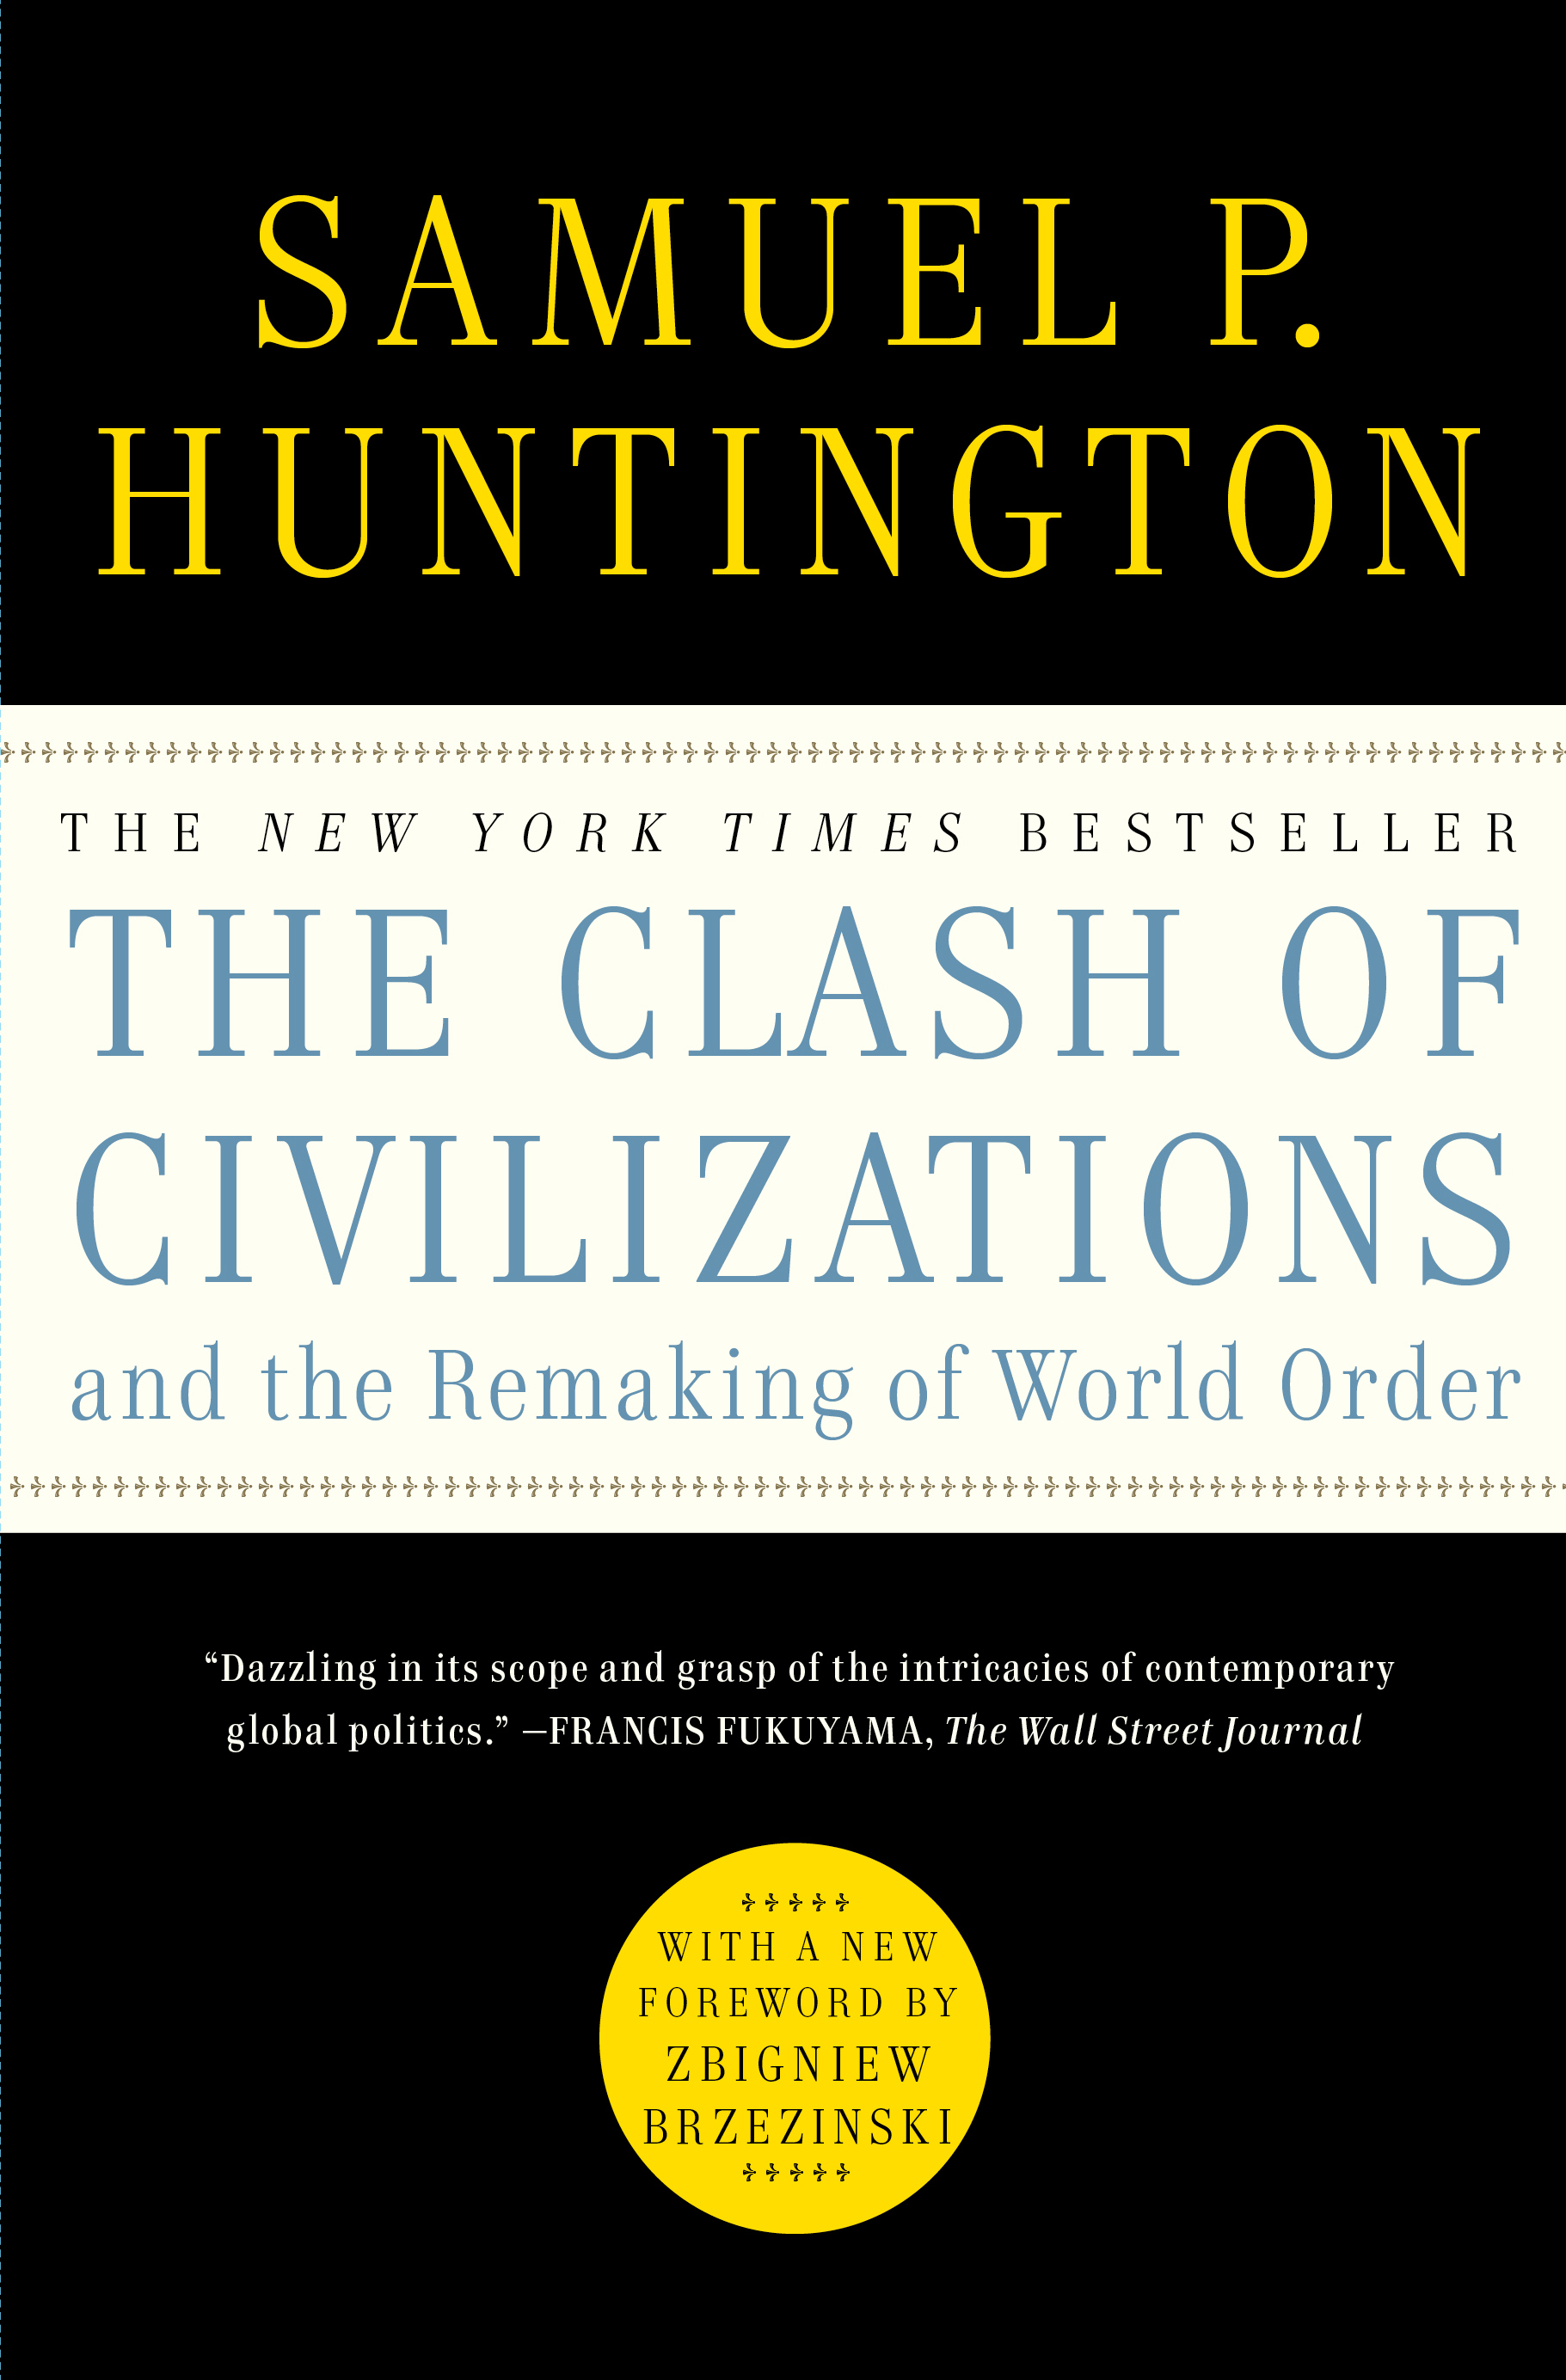 SAMUEL P.
HUNTINGTON
THE NEW YORK TIMES BESTSELLER
THE CLASH OF
CIVILIZATIONS
and the Remaking of World Order
“Dazzling in its scope and grasp of the intricacies of contemporary
global politics.” —FRANCIS FUKUYAMA, The Wall Street Journal
WITH A NEW
FOREWORD BY
ZBIGNIEW
BRZEZINSKI